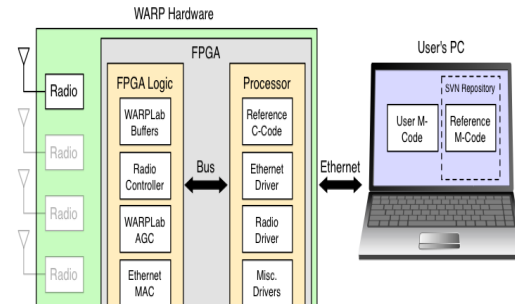 WARP Hardware
FPGA
User's PC
Radio
Radio
Radio
Radio
FPGA Logic
WARPLab
Buffers
Radio
Controller
WARPLab
AGC
Ethernet
MAC
Bus
Processor
Reference
C-Code
Ethernet
Driver
Radio
Driver
Misc.
Drivers
Ethernet
SVN Repository
User M-
Code
Reference
M-Code